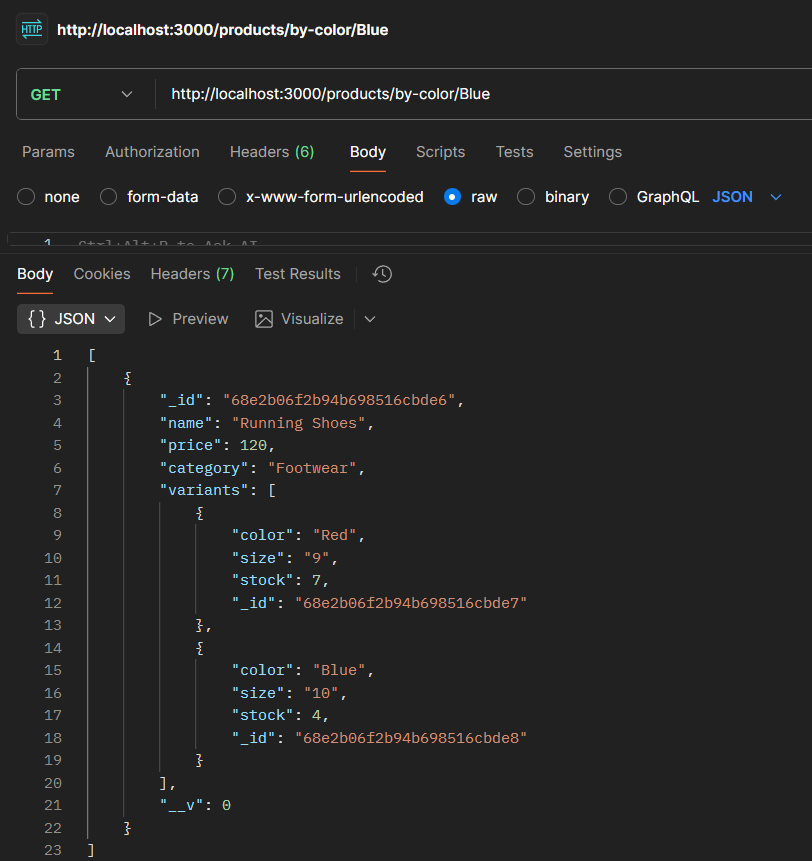 HTTP http://localhost:3000/products/by-color/Blue
GET http://localhost:3000/products/by-color/Blue
Params Authorization Headers (6) Body Scripts Tests Settings
none form-data x-www-form-urlencoded raw binary GraphQL JSON
1 Ctrl+Alt+P to Ask AI
Body Cookies Headers (7) Test Results
{} JSON Preview Visualize
1 [
2 {
3 "_id": "68e2b06f2b94b698516cbde6",
4 "name": "Running Shoes",
5 "price": 120,
6 "category": "Footwear",
7 "variants": [
8 {
9 "color": "Red",
10 "size": "9",
11 "stock": 7,
12 "_id": "68e2b06f2b94b698516cbde7"
13 },
14 {
15 "color": "Blue",
16 "size": "10",
17 "stock": 4,
18 "_id": "68e2b06f2b94b698516cbde8"
19 }
20 ],
21 "__v": 0
22 }
23 ]